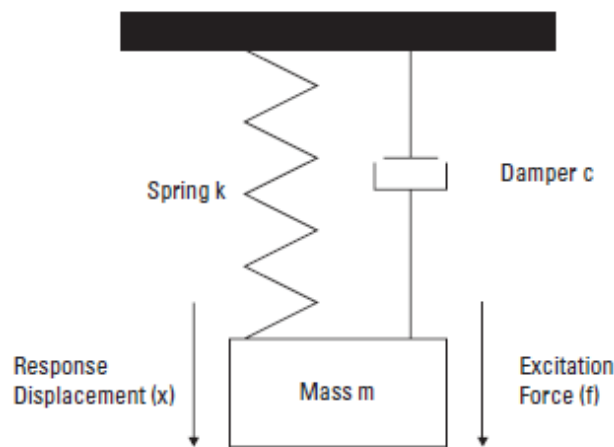 Damper c
Spring k
Response
Displacement (x)
Mass m
Excitation
Force (f)